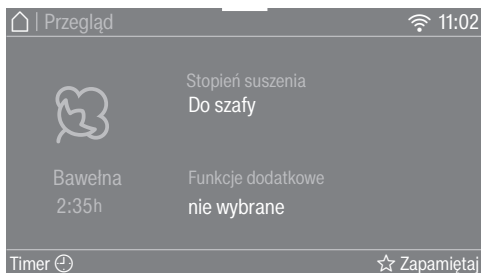 | Przegląd 11:02
Stopień suszenia
Do szafy
Bawełna
2:35h
Funkcje dodatkowe
nie wybrane
Timer
Zapamiętaj